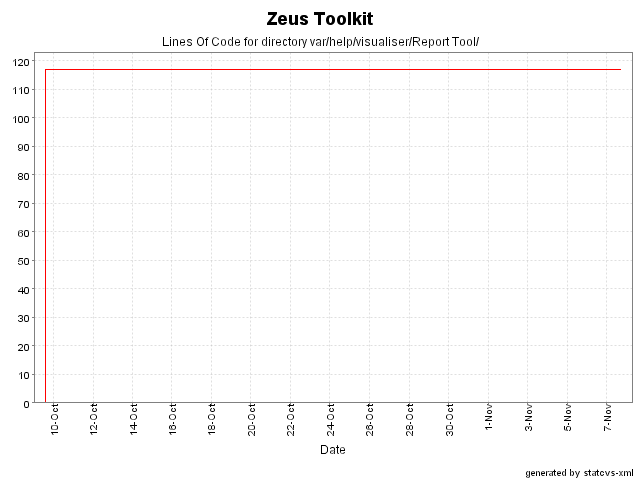 Zeus Toolkit
Lines Of Code for directory var/help/visualiser/Report Tool/
120
110
100
90
80
70
60
50
40
30
20
10
0
10-Oct
12-Oct
14-Oct
16-Oct
18-Oct
20-Oct
22-Oct
24-Oct
26-Oct
28-Oct
30-Oct
1-Nov
3-Nov
5-Nov
7-Nov
Date
generated by statcvs-xml